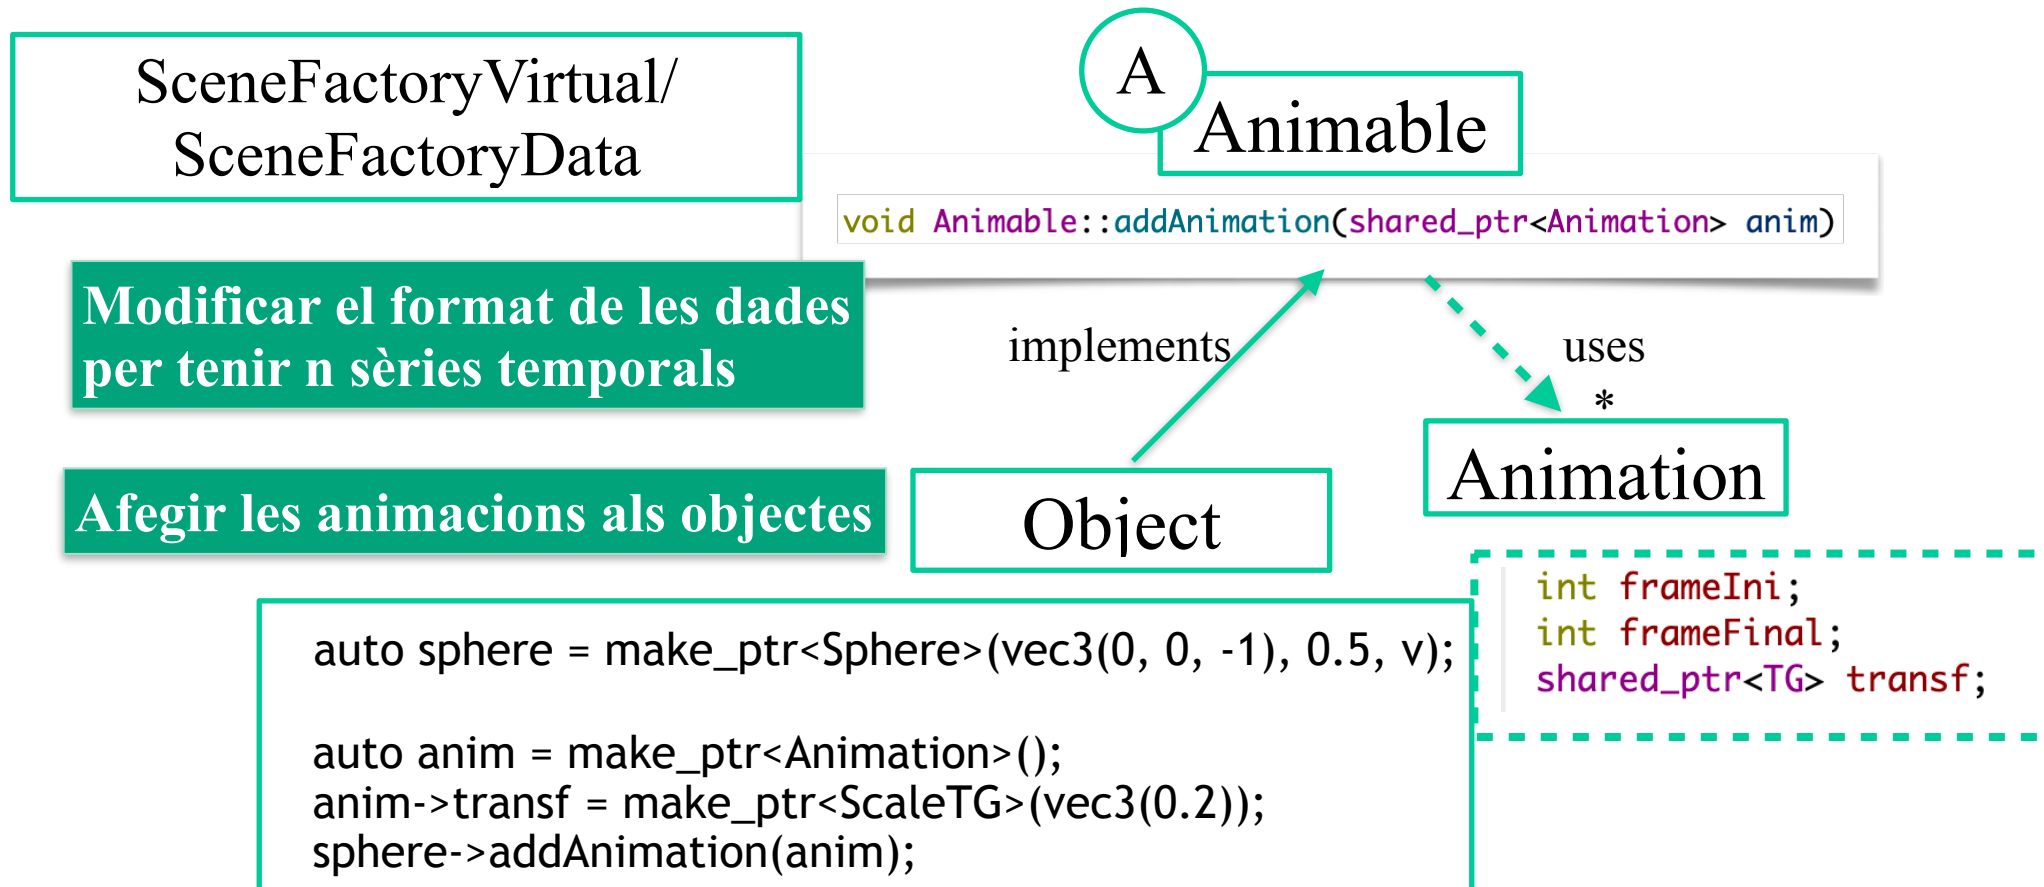 SceneFactoryVirtual/
SceneFactoryData
A
Animable
void Animable::addAnimation(shared_ptr<Animation> anim)
Modificar el format de les dades
per tenir n sèries temporals
implements
uses
*
Afegir les animacions als objectes
Object
Animation
int frameIni;
int frameFinal;
shared_ptr<TG> transf;
auto sphere = make_ptr<Sphere>(vec3(0, 0, -1), 0.5, v);
auto anim = make_ptr<Animation>();
anim->transf = make_ptr<ScaleTG>(vec3(0.2));
sphere->addAnimation(anim);